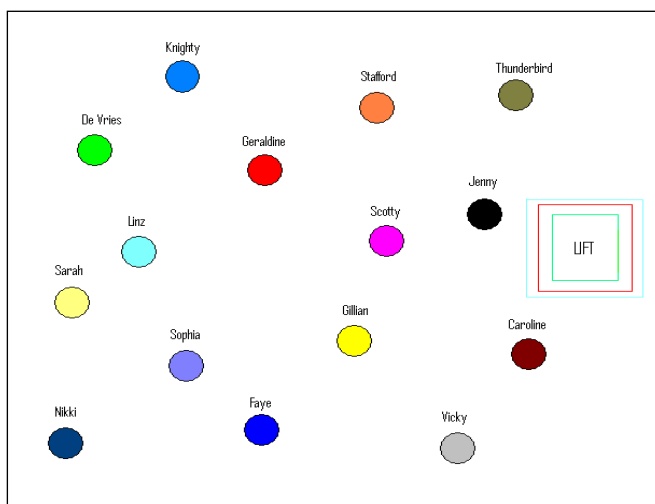 Knighty
Stafford
Thunderbird
De Vries
Geraldine
Jenny
Linz
Scotty
LIFT
Sarah
Gillian
Caroline
Sophia
Nikki
Faye
Vicky